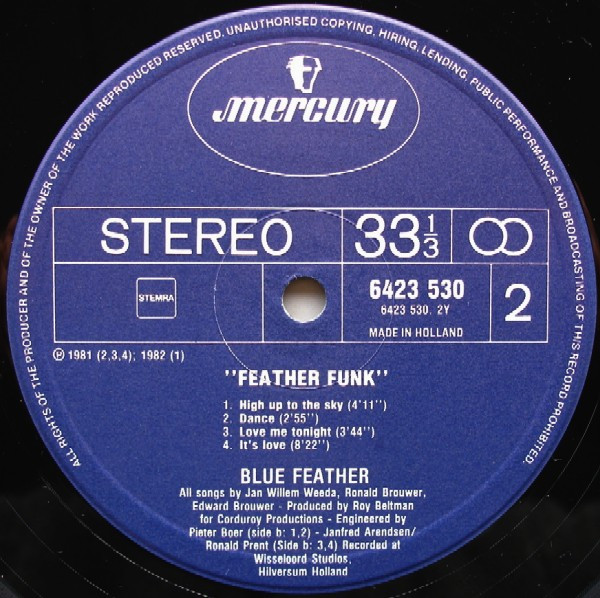 ALL RIGHTS OF THE PRODUCER AND OF THE OWNER OF THE WORK REPRODUCED RESERVED. UNAUTHORISED COPYING, HIRING, LENDING, PUBLIC PERFORMANCE AND BROADCASTING OF THIS RECORD PROHIBITED.
mercury
STEREO
33 1/3
STEMRA
6423 530
6423 530. 2Y
MADE IN HOLLAND
2
℗ 1981 (2,3,4); 1982 (1)
"FEATHER FUNK"
1. High up to the sky (4'11")
2. Dance (2'55")
3. Love me tonight (3'44")
4. It's love (8'22")
BLUE FEATHER
All songs by Jan Willem Weeda, Ronald Brouwer,
Edward Brouwer - Produced by Roy Beltman
for Corduroy Productions - Engineered by
Pieter Boer (side b: 1,2) - Janfred Arendsen/
Ronald Prent (Side b: 3,4) Recorded at
Wisseloord Studios,
Hilversum Holland